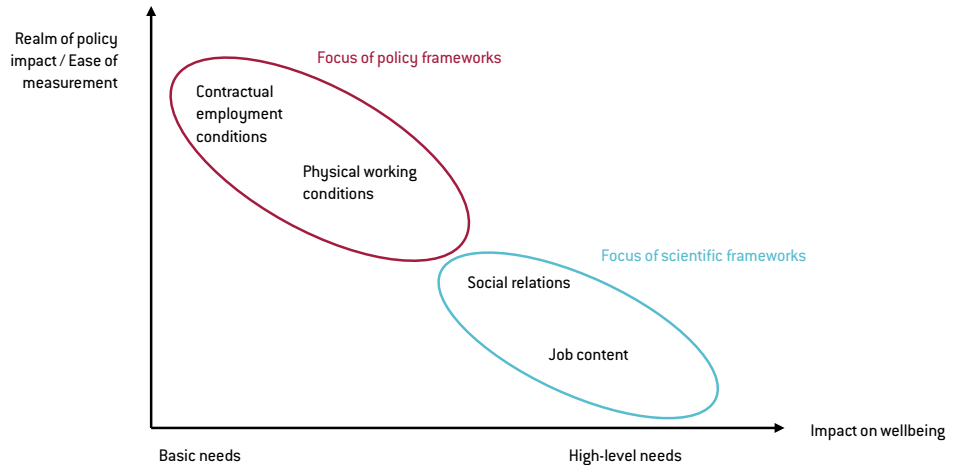 Realm of policy
impact / Ease of
measurement
Focus of policy frameworks
Contractual
employment
conditions
Physical working
conditions
Focus of scientific frameworks
Social relations
Job content
Impact on wellbeing
Basic needs
High-level needs